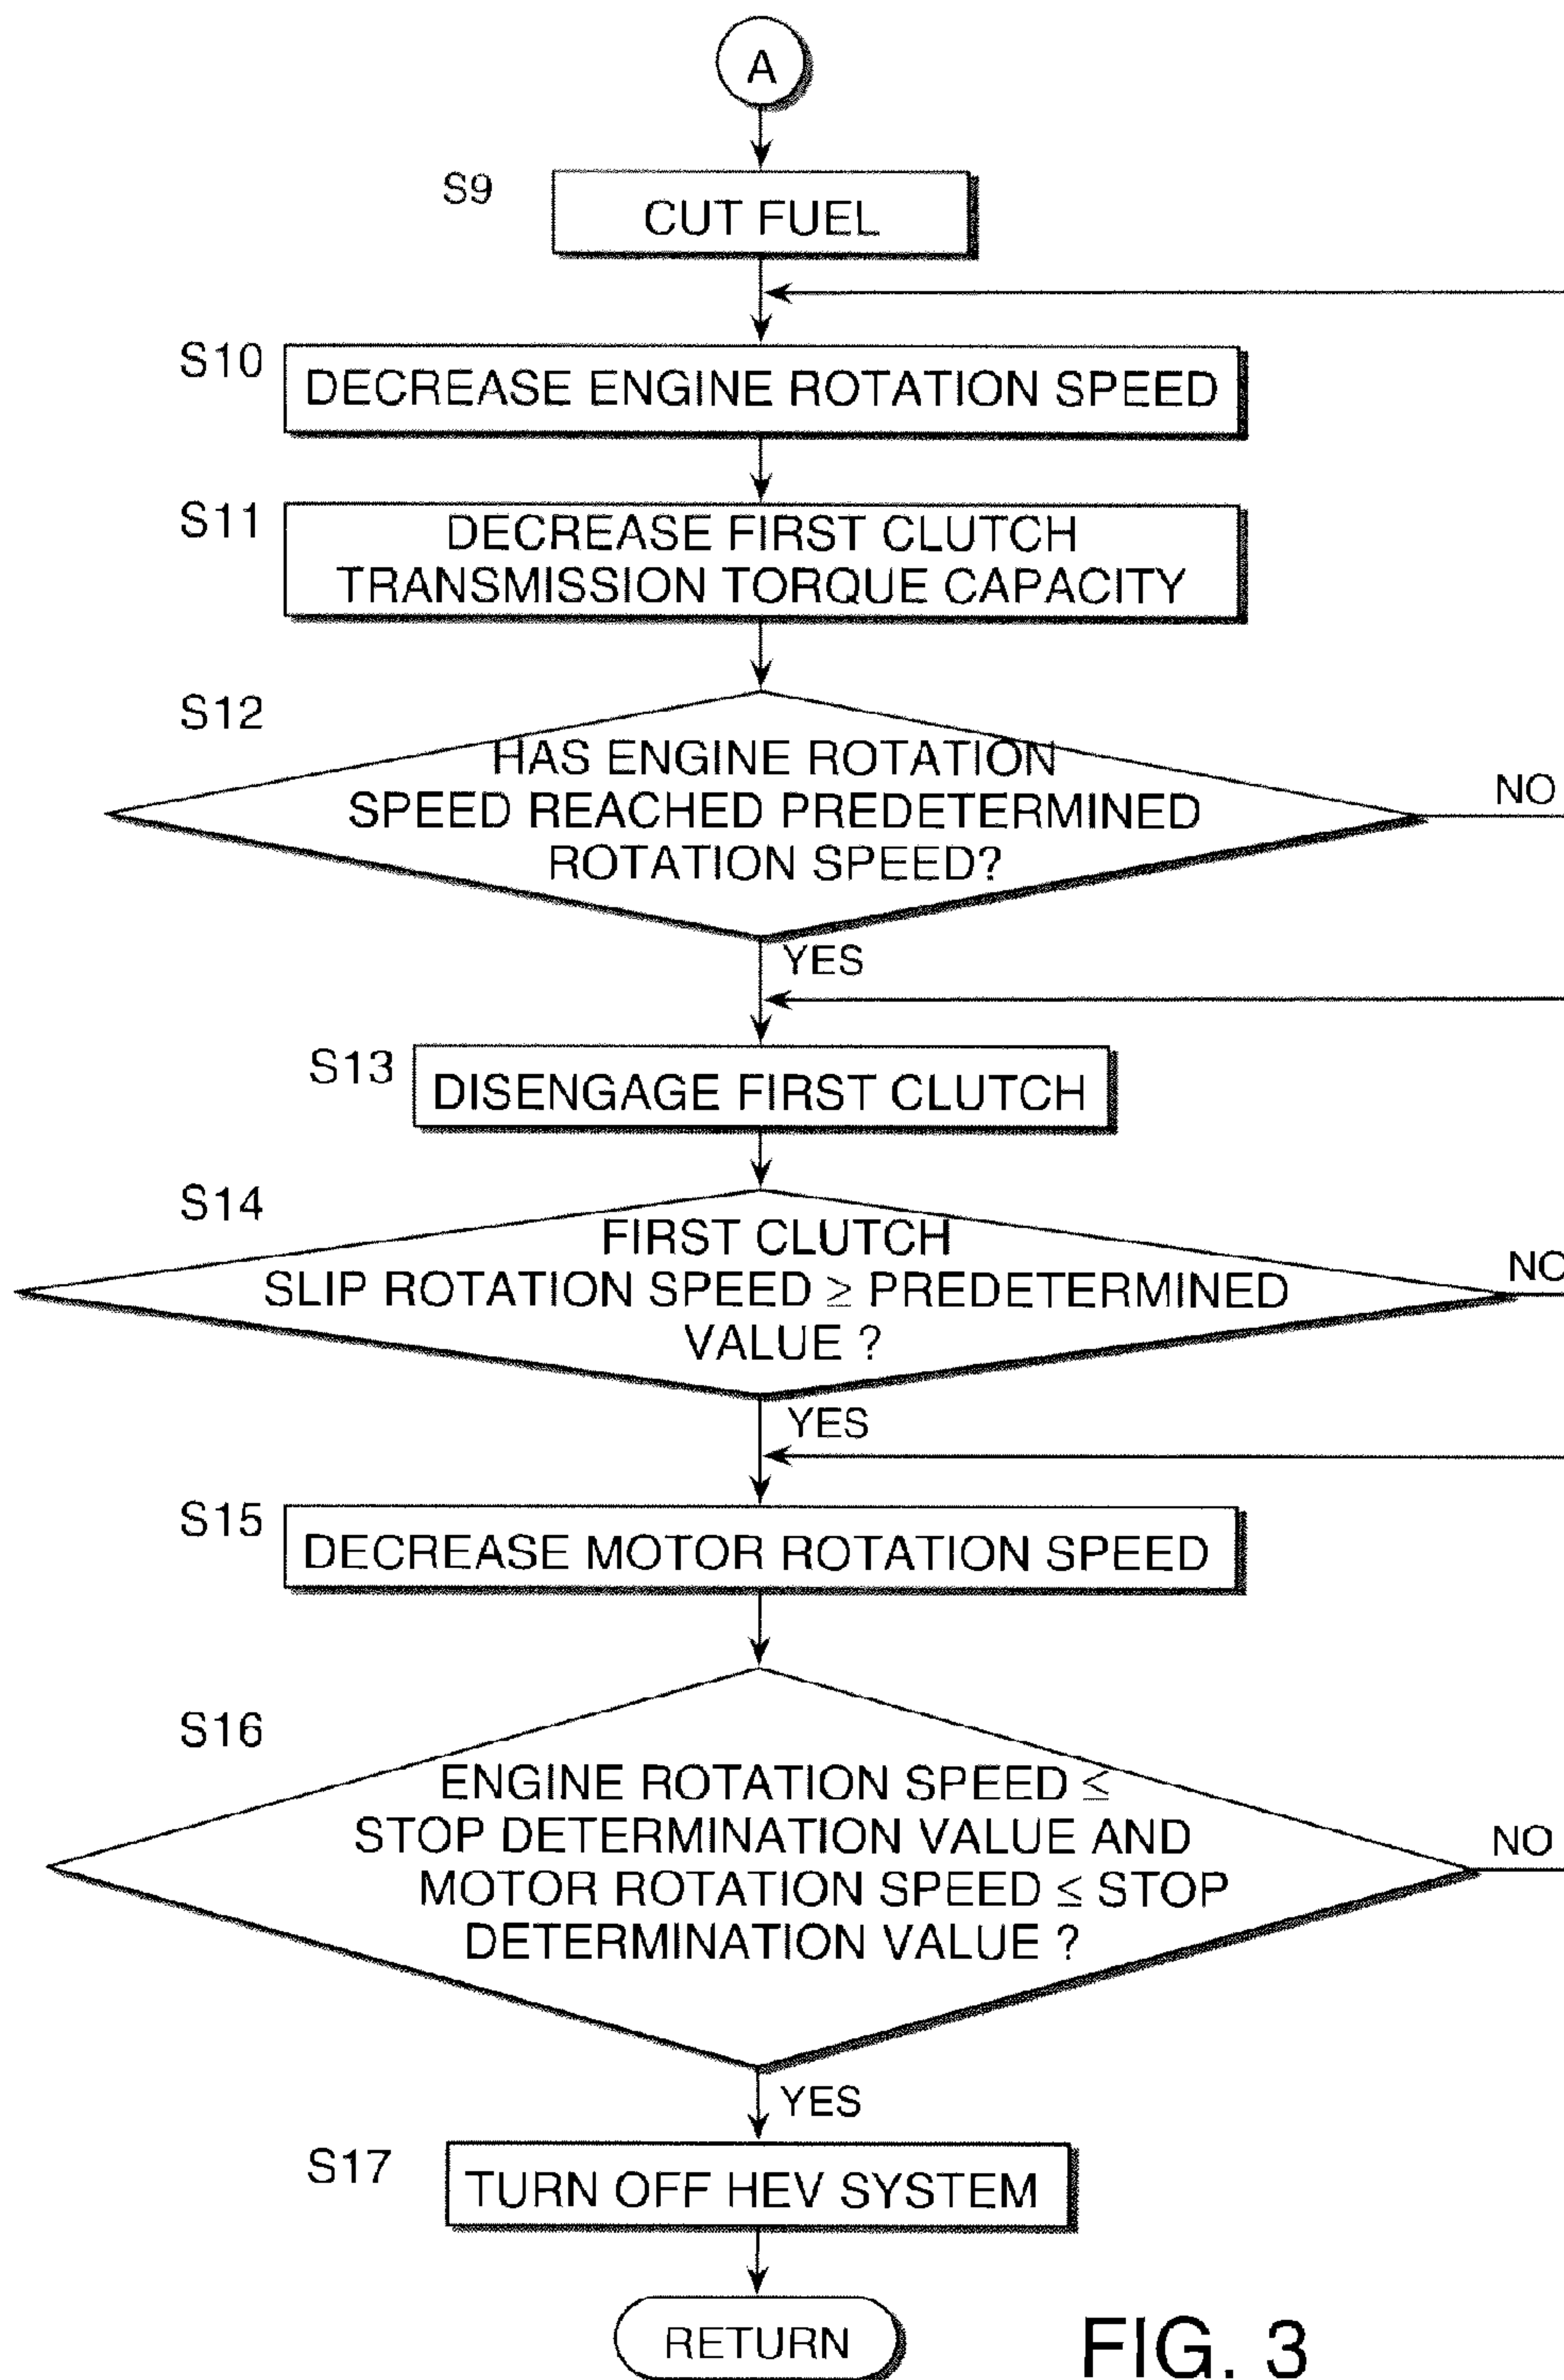 A
S9
CUT FUEL
S10
DECREASE ENGINE ROTATION SPEED
S11
DECREASE FIRST CLUTCH
TRANSMISSION TORQUE CAPACITY
S12
HAS ENGINE ROTATION
SPEED REACHED PREDETERMINED
ROTATION SPEED?
NO
YES
S13
DISENGAGE FIRST CLUTCH
S14
FIRST CLUTCH
SLIP ROTATION SPEED ≥ PREDETERMINED
VALUE ?
NO
YES
S15
DECREASE MOTOR ROTATION SPEED
S16
ENGINE ROTATION SPEED ≤
STOP DETERMINATION VALUE AND
MOTOR ROTATION SPEED ≤ STOP
DETERMINATION VALUE ?
NO
YES
S17
TURN OFF HEV SYSTEM
RETURN
FIG. 3